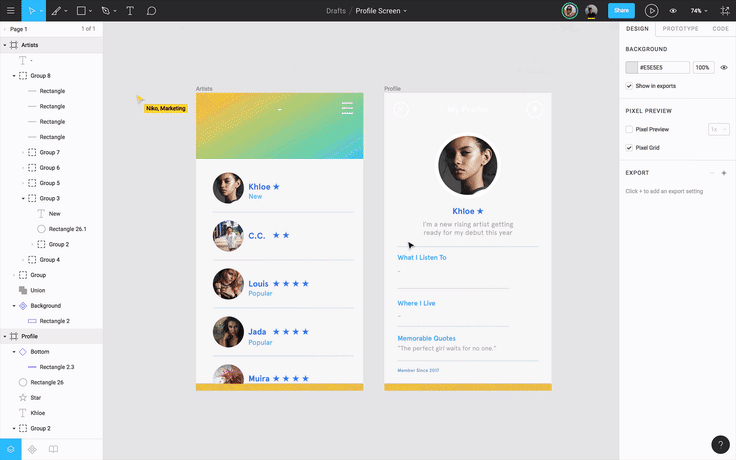 Drafts / Profile Screen
Share
74%
Page 1
1 of 1
Artists
-
Group 8
Rectangle
Rectangle
Rectangle
Rectangle
Group 7
Group 6
Group 5
Group 3
New
Rectangle 26.1
Group 2
Group 4
Group
Union
Background
Rectangle 2
Profile
Bottom
Rectangle 2.3
Rectangle 26
Star
Khloe
Group 2
Niko, Marketing
Artists
Khloe ★
New
C.C. ★ ★
Louis ★ ★ ★ ★
Popular
Jada ★ ★ ★ ★
Popular
Muira ★ ★ ★ ★
Profile
My Profile
Khloe ★
I'm a new rising artist getting
ready for my debut this year
What I Listen To
-
Where I Live
-
Memorable Quotes
"The perfect girl waits for no one."
Member Since 2017
DESIGN PROTOTYPE CODE
BACKGROUND
#E5E5E5 100%
Show in exports
PIXEL PREVIEW
Pixel Preview 1x
Pixel Grid
EXPORT
Click + to add an export setting
?